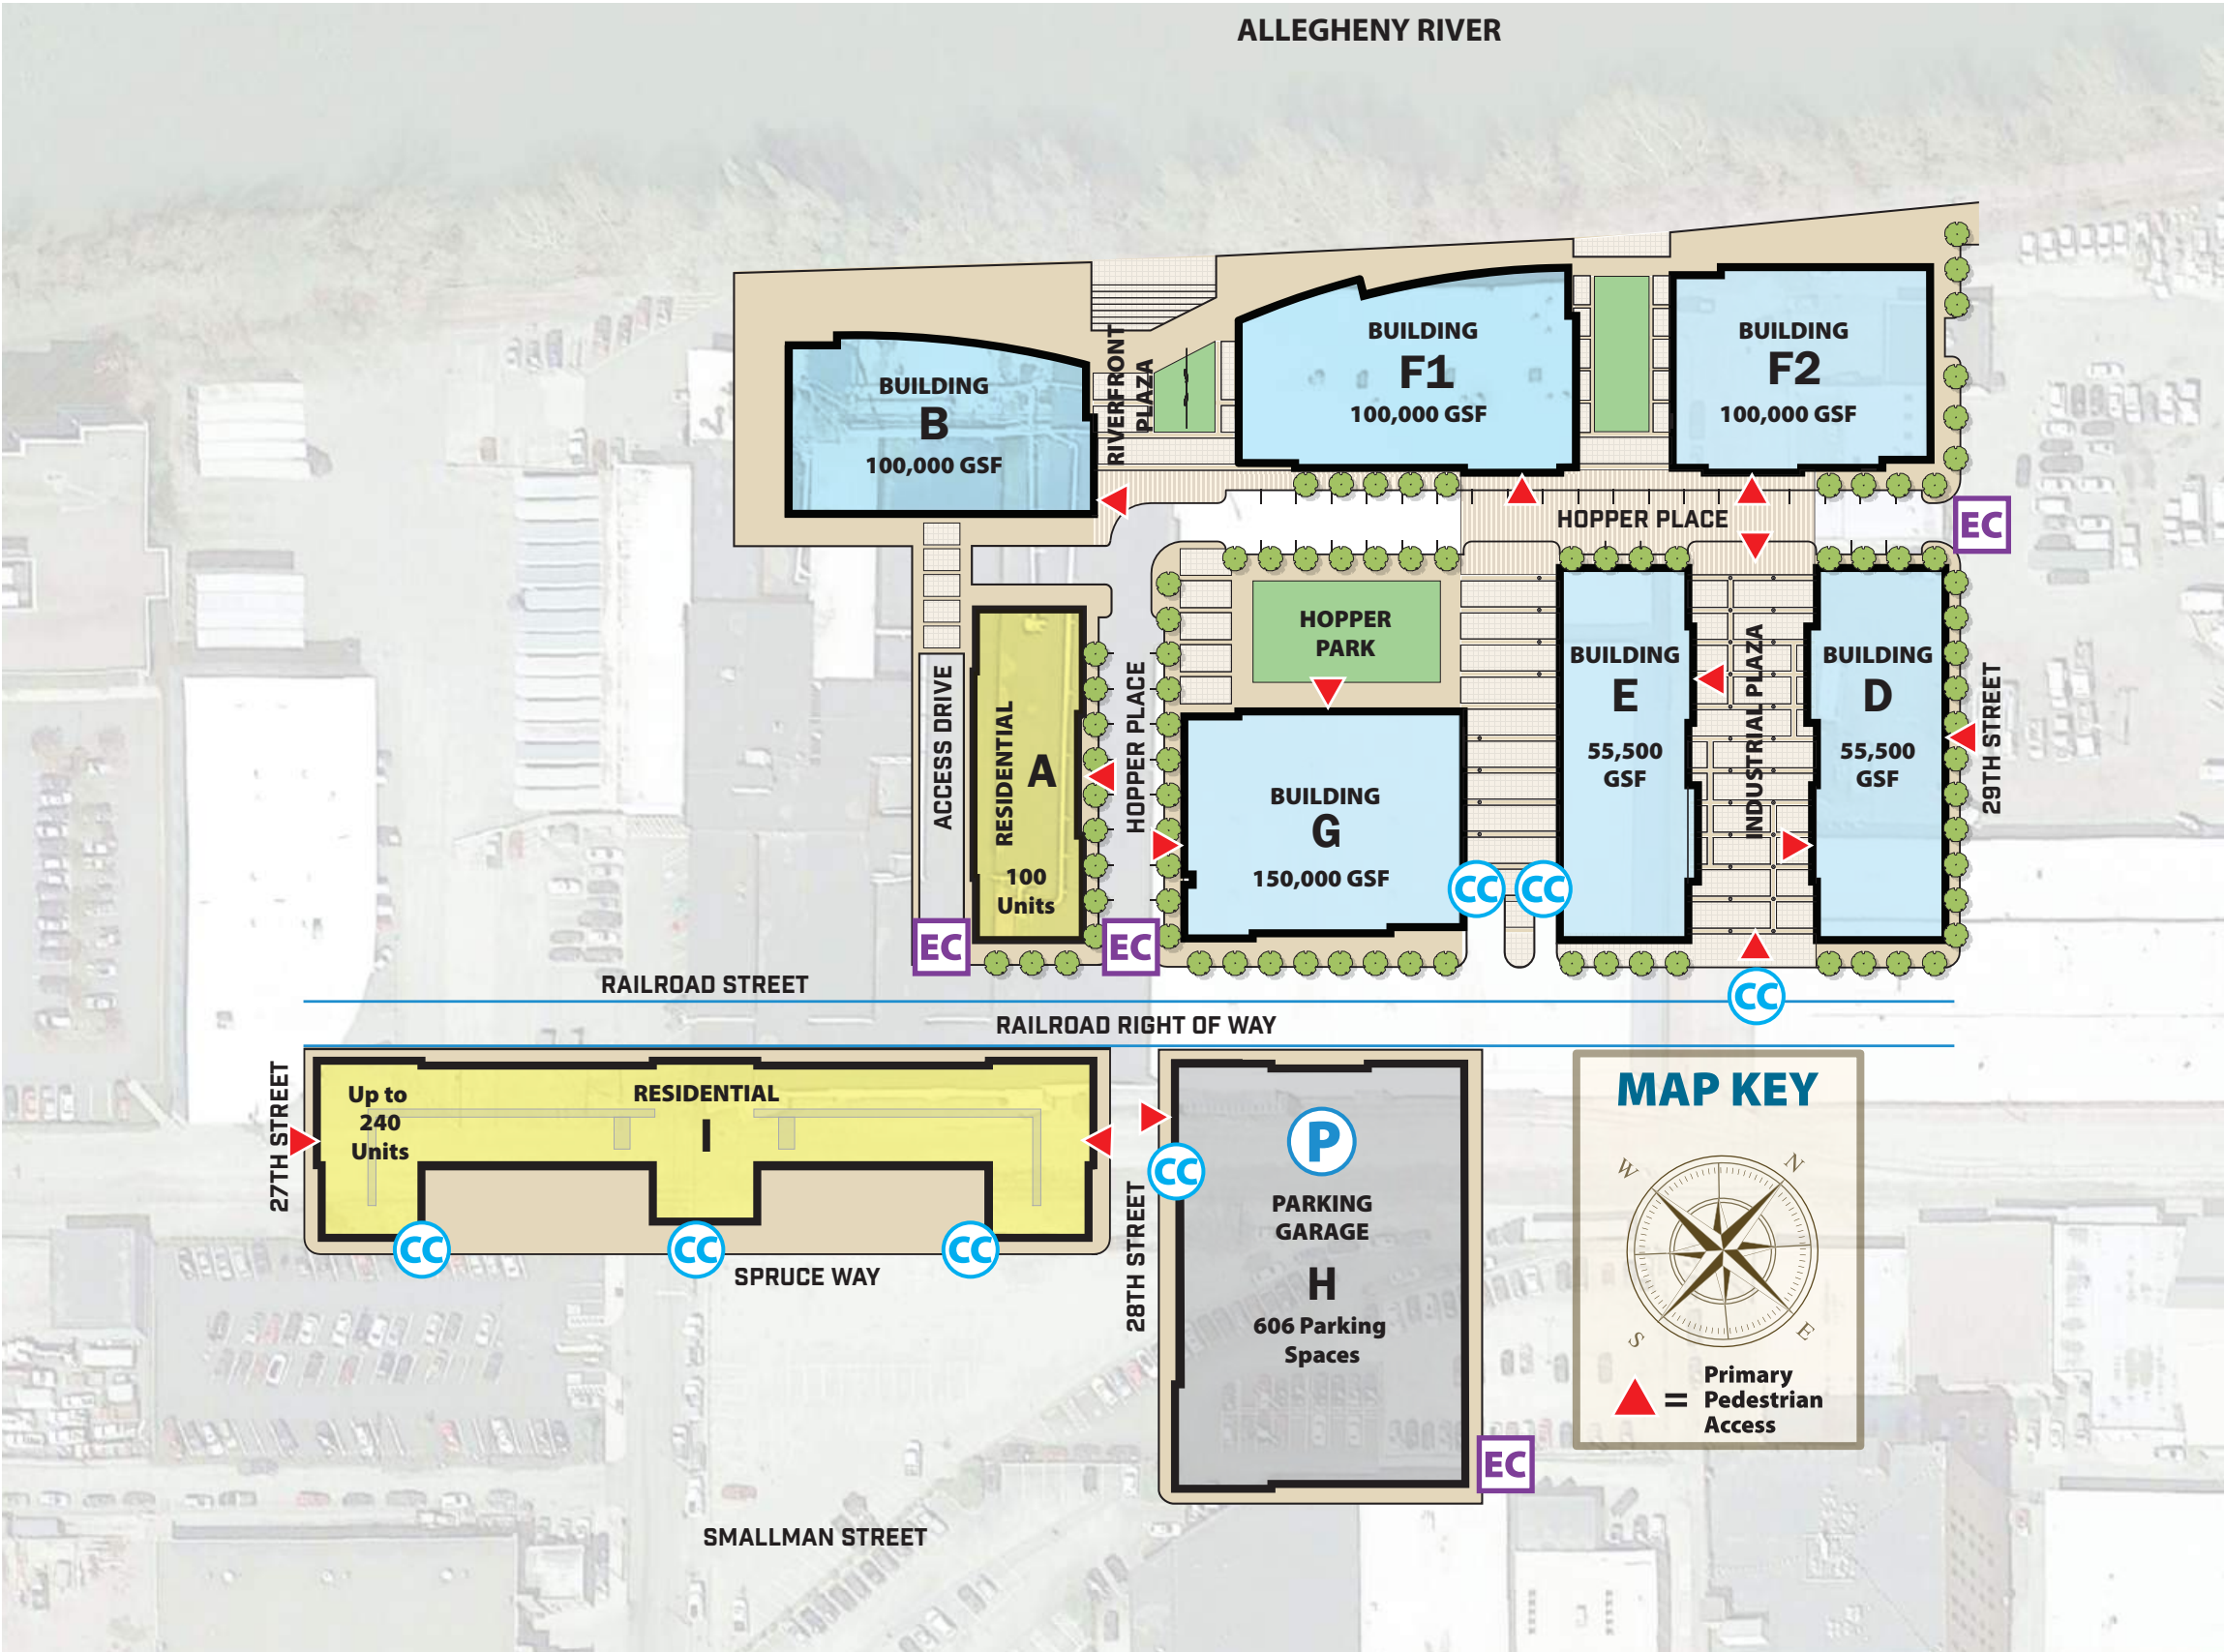 ALLEGHENY RIVER
BUILDING
B
100,000 GSF
RIVERFRONT
PLAZA
BUILDING
F1
100,000 GSF
BUILDING
F2
100,000 GSF
HOPPER PLACE
EC
HOPPER
PARK
ACCESS DRIVE
RESIDENTIAL
A
100
Units
HOPPER PLACE
BUILDING
G
150,000 GSF
BUILDING
E
55,500
GSF
INDUSTRIAL PLAZA
BUILDING
D
55,500
GSF
29TH STREET
CC
CC
EC
EC
CC
RAILROAD STREET
RAILROAD RIGHT OF WAY
27TH STREET
Up to
240
Units
RESIDENTIAL
I
CC
CC
CC
SPRUCE WAY
28TH STREET
CC
P
PARKING
GARAGE
H
606 Parking
Spaces
EC
SMALLMAN STREET
MAP KEY
W
N
S
E
=
Primary
Pedestrian
Access